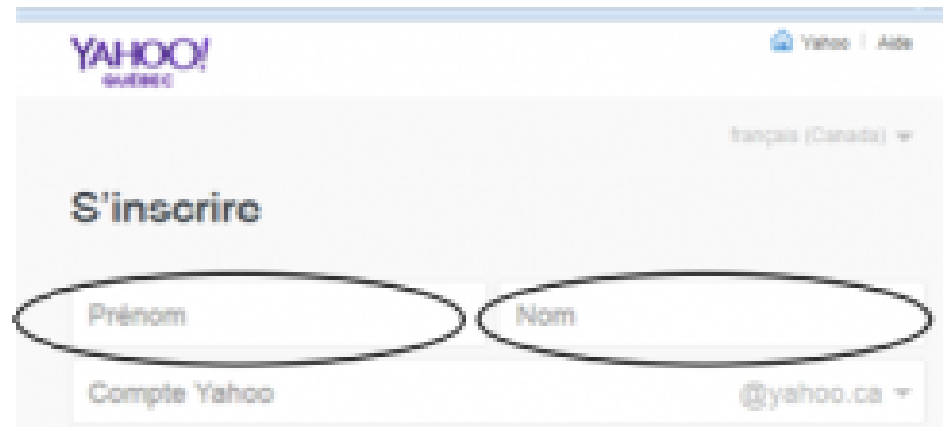 YAHOO!
QUÉBEC
Yahoo | Aide
français (Canada)
S'inscrire
Prénom
Nom
Compte Yahoo
@yahoo.ca